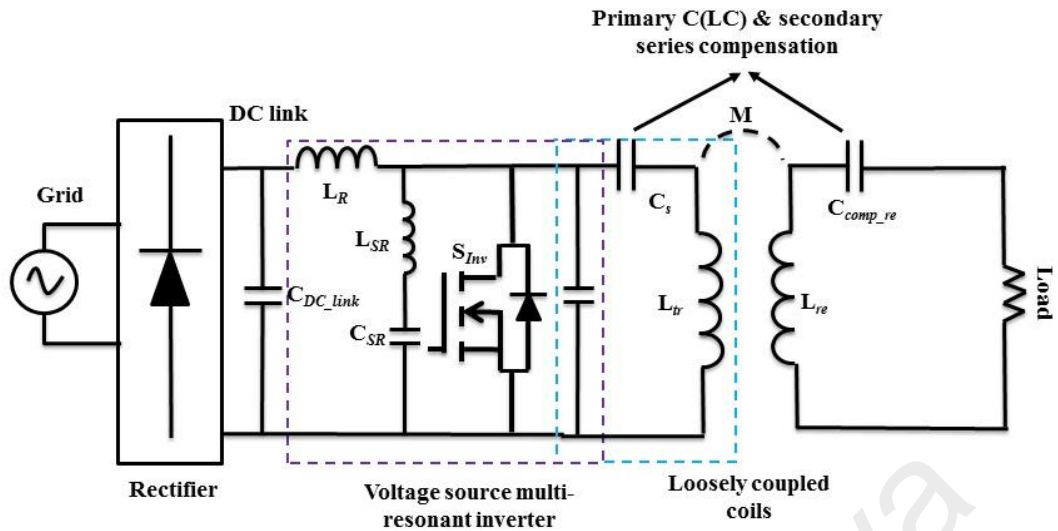 Primary C(LC) & secondary
series compensation
DC link
M
Grid
L_R
C_s
C_comp_re
L_SR
S_Inv
C_DC_link
L_tr
L_re
Load
C_SR
Rectifier
Voltage source multi-
resonant inverter
Loosely coupled
coils